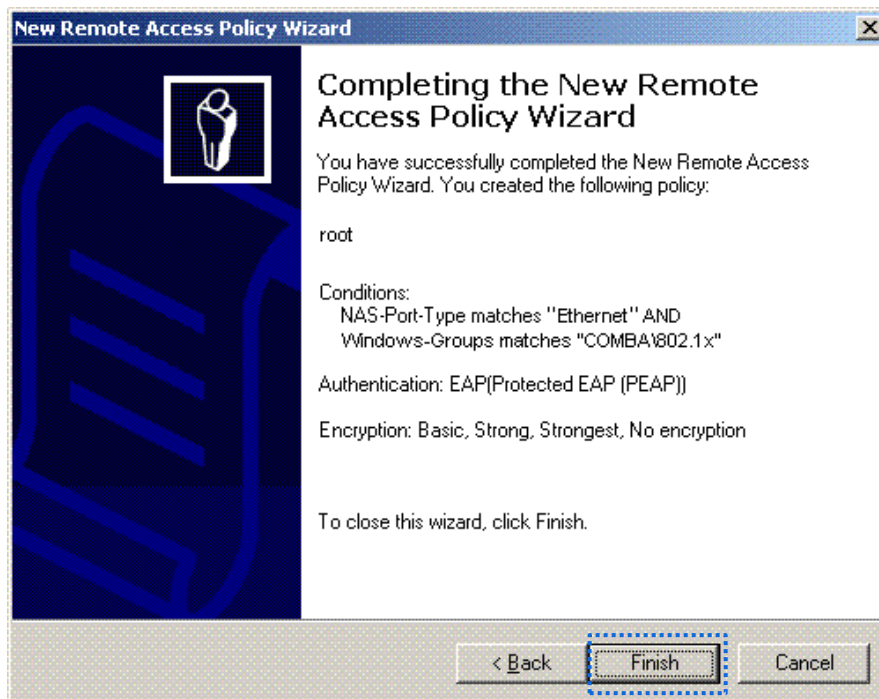 New Remote Access Policy Wizard
Completing the New Remote
Access Policy Wizard
You have successfully completed the New Remote Access
Policy Wizard. You created the following policy:
root
Conditions:
NAS-Port-Type matches "Ethernet" AND
Windows-Groups matches "COMBA\802.1x"
Authentication: EAP(Protected EAP (PEAP))
Encryption: Basic, Strong, Strongest, No encryption
To close this wizard, click Finish.
< Back Finish Cancel